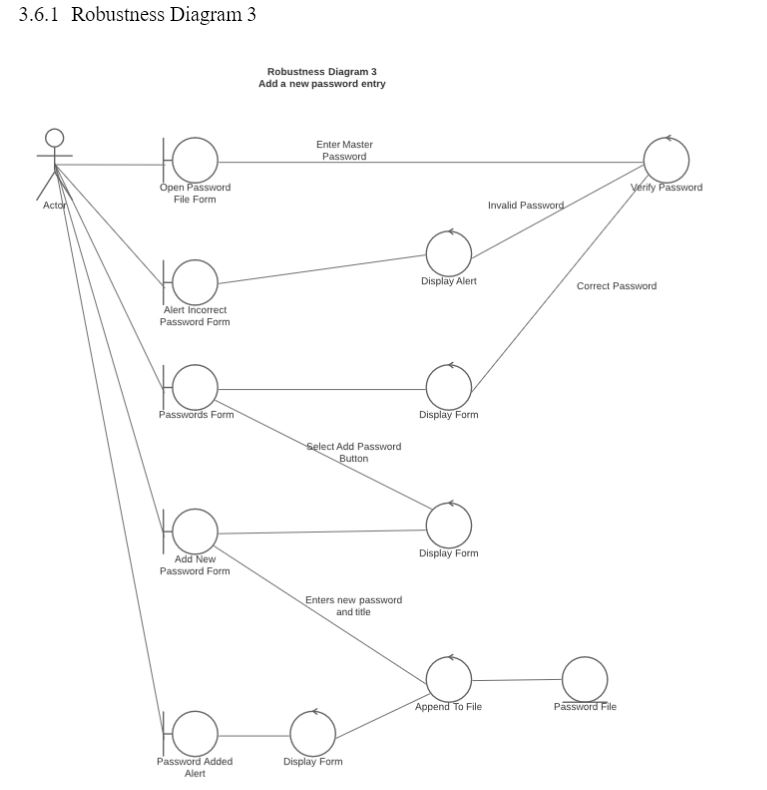 3.6.1 Robustness Diagram 3
Robustness Diagram 3
Add a new password entry
Enter Master
Password
Open Password
File Form
Verify Password
Actor
Invalid Password
Display Alert
Correct Password
Alert Incorrect
Password Form
Passwords Form
Display Form
Select Add Password
Button
Add New
Password Form
Display Form
Enters new password
and title
Append To File
Password File
Password Added
Alert
Display Form